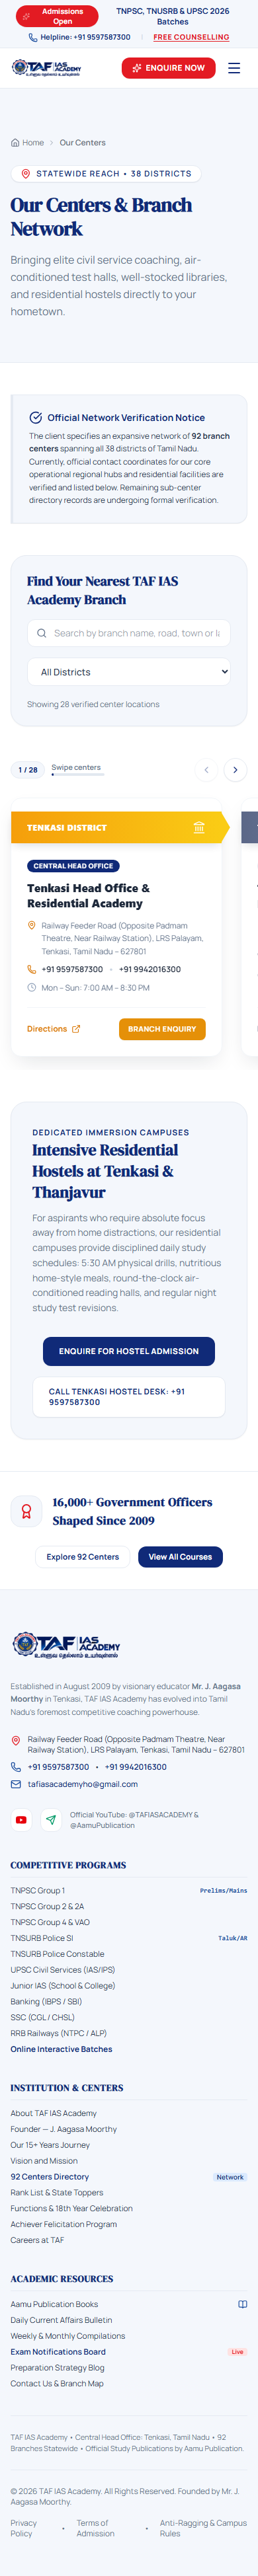 Admissions
Open
TNPSC, TNUSRB & UPSC 2026
Batches
Helpline: +91 9597587300
FREE COUNSELLING
TAF IAS ACADEMY
உனது தெய்வம் உயர்வுள்ளல்
ENQUIRE NOW
Home > Our Centers
STATEWIDE REACH • 38 DISTRICTS
Our Centers & Branch
Network
Bringing elite civil service coaching, air-
conditioned test halls, well-stocked libraries,
and hostels directly to your
hometown.
Official Network Verification Notice
The client specifies an expansive network of 92 branch
centers spanning all 38 districts of Tamil Nadu.
Currently, official contact coordinates for our core
operational regional hubs and residential facilities are
verified and listed below. Remaining sub-center
directory records are undergoing formal verification.
Find Your Nearest TAF IAS
Academy Branch
Search by branch name, road, town or la
All Districts
Showing 28 verified center locations
1 / 28
Swipe centers
TENKASI DISTRICT
CENTRAL HEAD OFFICE
Tenkasi Head Office &
Residential Academy
Railway Feeder Road (Opposite Padmam
Theatre, Near Railway Station), LRS Palayam,
Tenkasi, Tamil Nadu – 627801
+91 9597587300 • +91 9942016300
Mon – Sun: 7:00 AM – 8:30 PM
Directions
BRANCH ENQUIRY
DEDICATED IMMERSION CAMPUSES
Intensive Residential
Hostels at Tenkasi &
Thanjavur
For aspirants who require absolute focus
away from home distractions, our residential
campuses provide disciplined daily study
schedules: 5:30 AM physical drills, nutritious
home-style meals, round-the-clock air-
conditioned reading halls, and regular night
study test revisions.
ENQUIRE FOR HOSTEL ADMISSION
CALL TENKASI HOSTEL DESK: +91
9597587300
16,000+ Government Officers
Shaped Since 2009
Explore 92 Centers
View All Courses
TAF IAS ACADEMY
Established in August 2009 by visionary educator Mr. J. Aagasa
Moorthy in Tenkasi, TAF IAS Academy has evolved into Tamil
Nadu's foremost competitive coaching powerhouse.
Railway Feeder Road (Opposite Padmam Theatre, Near
Railway Station), LRS Palayam, Tenkasi, Tamil Nadu – 627801
+91 9597587300 • +91 9942016300
tafiasacademyho@gmail.com
Official YouTube: @TAFIASACADEMY &
@AamuPublication
COMPETITIVE PROGRAMS
TNPSC Group 1
Prelims/Mains
TNPSC Group 2 & 2A
TNPSC Group 4 & VAO
TNSURB Police SI
Taluk/AR
TNSURB Police Constable
UPSC Civil Services (IAS/IPS)
Junior IAS (School & College)
Banking (IBPS / SBI)
SSC (CGL / CHSL)
RRB Railways (NTPC / ALP)
Online Interactive Batches
INSTITUTION & CENTERS
About TAF IAS Academy
Founder — J. Aagasa Moorthy
Our 15+ Years Journey
Vision and Mission
92 Centers Directory
Network
Rank List & State Toppers
Functions & 18th Year Celebration
Achiever Felicitation Program
Careers at TAF
ACADEMIC RESOURCES
Aamu Publication Books
Daily Current Affairs Bulletin
Weekly & Monthly Compilations
Exam Notifications Board
Live
Preparation Strategy Blog
Contact Us & Branch Map
TAF IAS Academy • Central Head Office: Tenkasi, Tamil Nadu • 92
Branches Statewide • Official Study Publications by Aamu Publication.
© 2026 TAF IAS Academy. All Rights Reserved. Founded by Mr. J.
Aagasa Moorthy.
Privacy
Policy
•
Terms of
Admission
•
Anti-Ragging & Campus
Rules